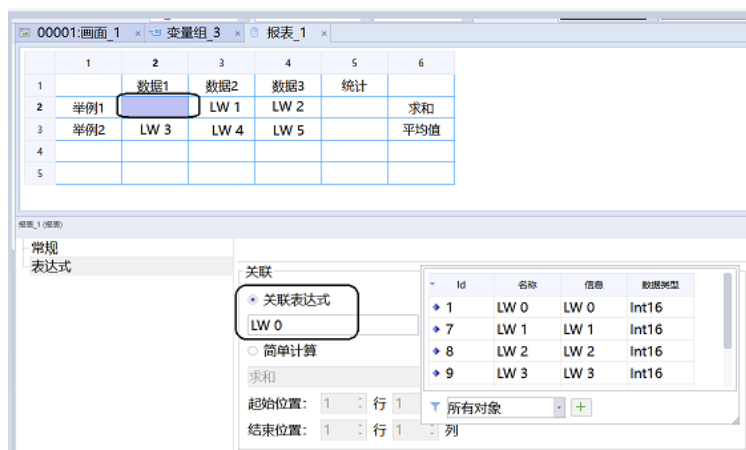 00001:画面_1 × 变量组_3 × 报表_1 ×
1 2 3 4 5 6
1 数据1 数据2 数据3 统计
2 举例1 LW 1 LW 2 求和
3 举例2 LW 3 LW 4 LW 5 平均值
4
5
报表_1 (报表)
常规
表达式
关联
关联表达式
LW 0
简单计算
求和
起始位置: 1 行 1
结束位置: 1 行 1 列
Id 名称 信息 数据类型
1 LW 0 LW 0 Int16
7 LW 1 LW 1 Int16
8 LW 2 LW 2 Int16
9 LW 3 LW 3 Int16
所有对象